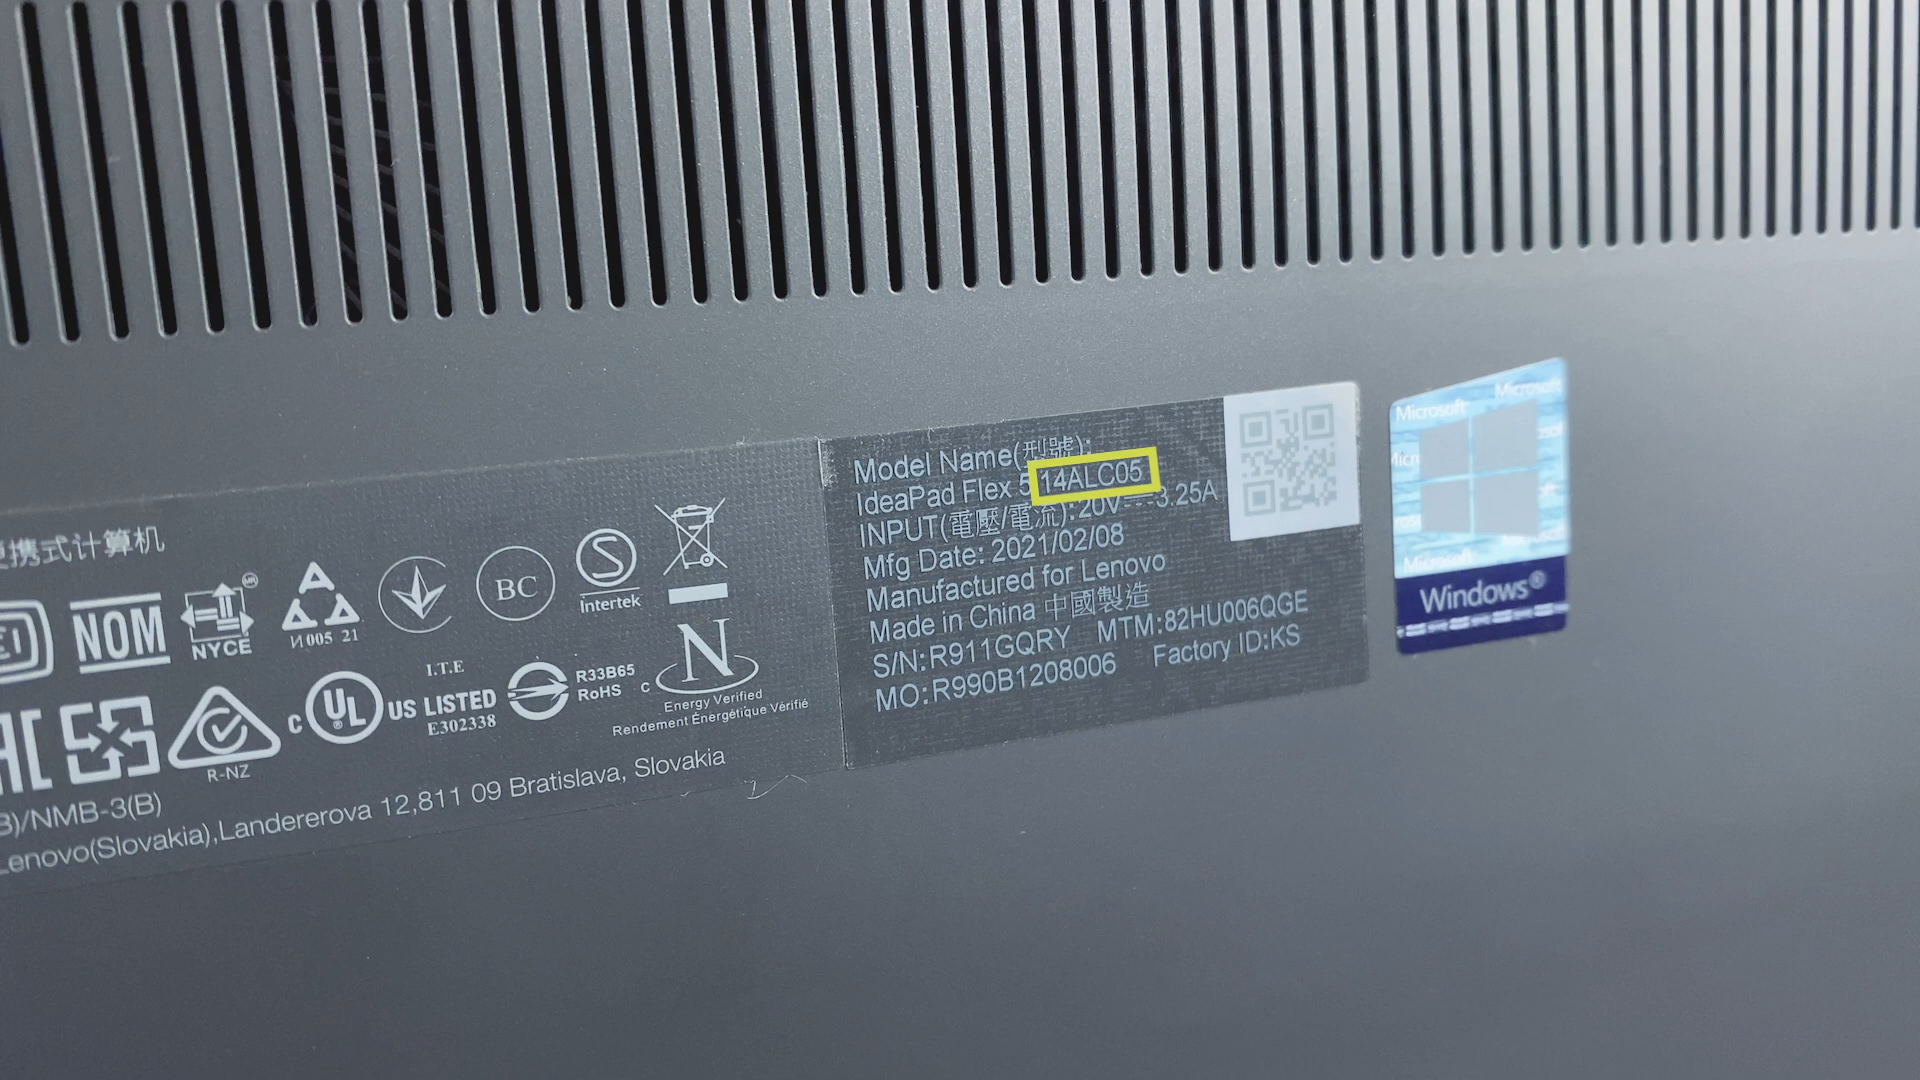 便携式计算机
NOM
NYCE
И005 21
BC
S
Intertek
I.T.E
C UL US LISTED
E302338
R33B65
RoHS
C N
Energy Verified
Rendement Énergétique Vérifié
R-NZ
B)/NMB-3(B)
Lenovo(Slovakia),Landererova 12,811 09 Bratislava, Slovakia
Model Name(型號):
IdeaPad Flex 5 14ALC05
INPUT(電壓/電流):20V⎓3.25A
Mfg Date: 2021/02/08
Manufactured for Lenovo
Made in China 中國製造
S/N:R911GQRY MTM:82HU006QGE
MO:R990B1208006 Factory ID:KS
Microsoft Microsoft
Microsoft
Windows®